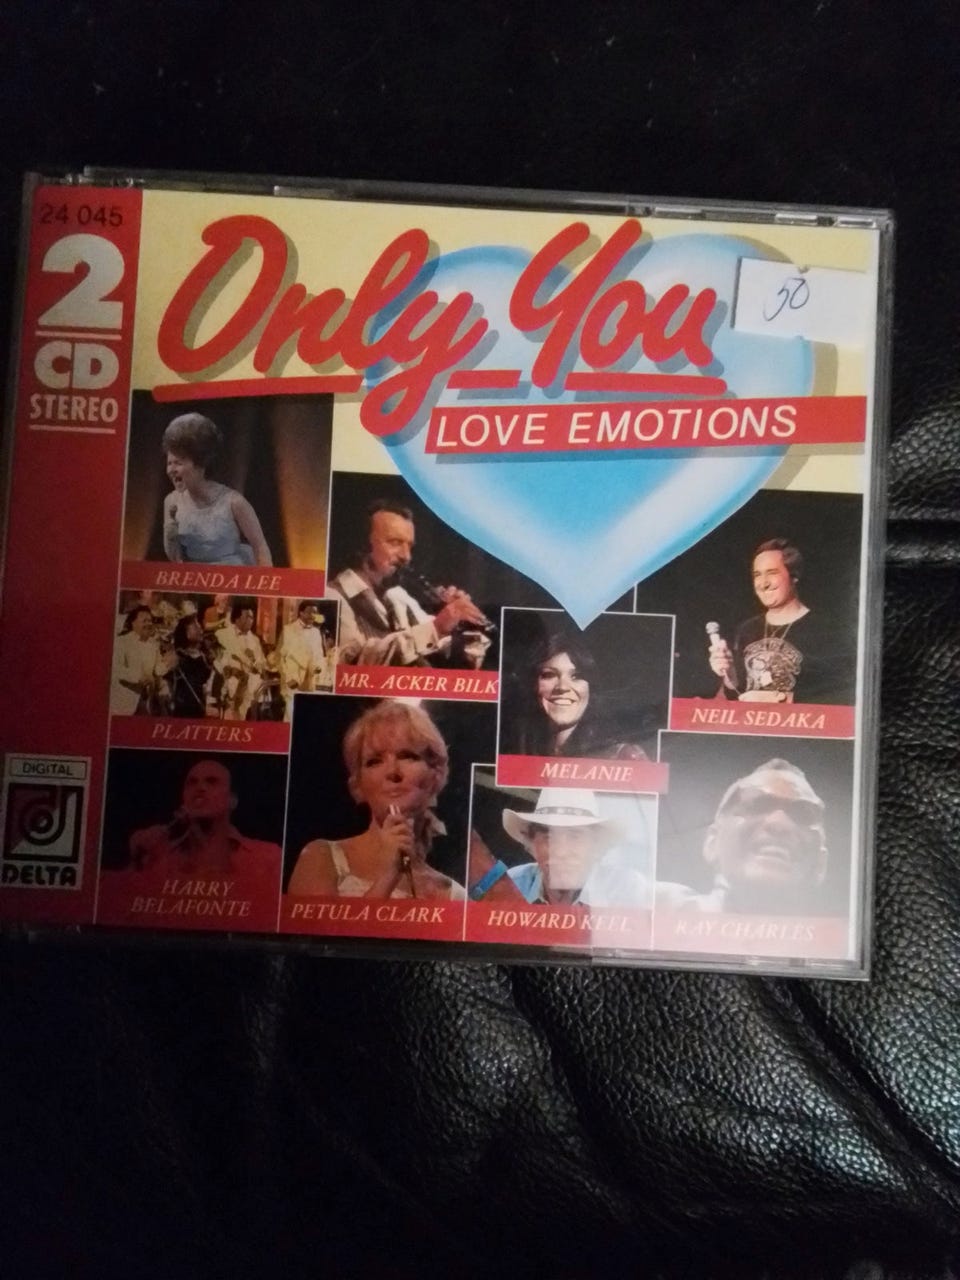 24 045
2
CD
STEREO
Only You
50
LOVE EMOTIONS
BRENDA LEE
MR. ACKER BILK
NEIL SEDAKA
PLATTERS
MELANIE
DIGITAL
DELTA
HARRY
BELAFONTE
PETULA CLARK
HOWARD KEEL
RAY CHARLES